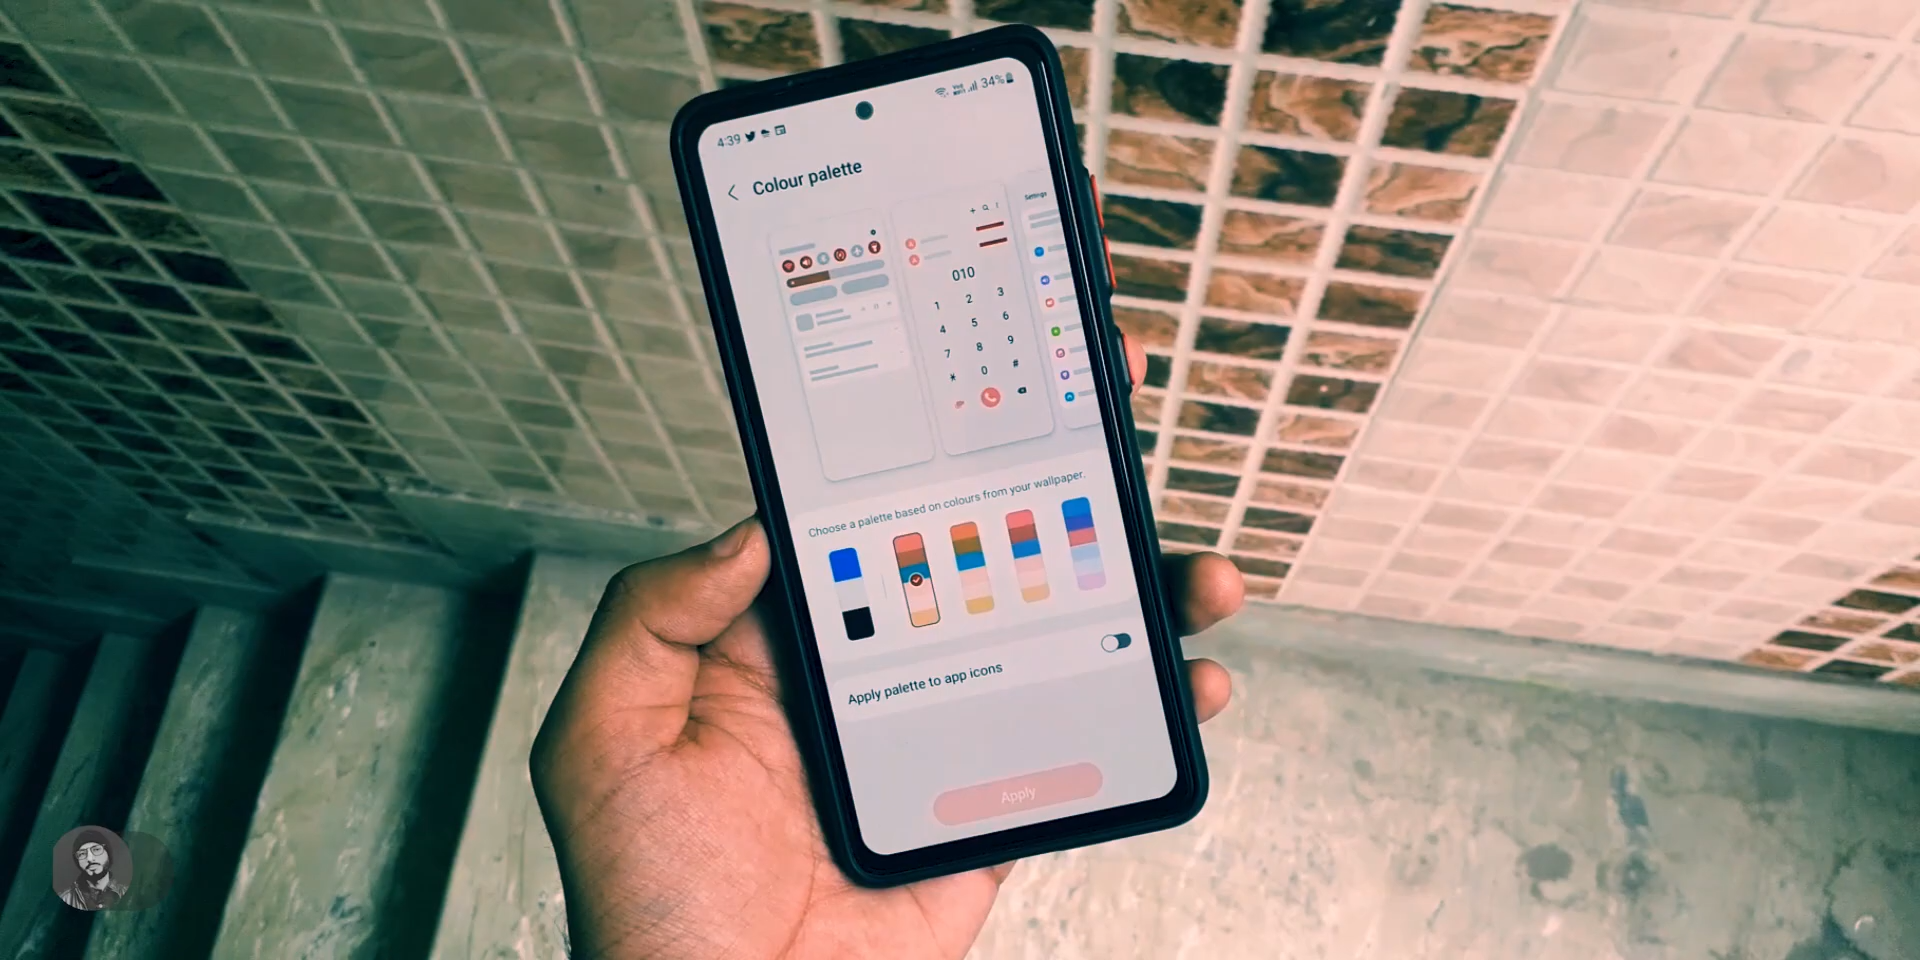 4:39
34%
Colour palette
Settings
010
1 2 3
4 5 6
7 8 9
* 0 #
Choose a palette based on colours from your wallpaper.
Apply palette to app icons
Apply